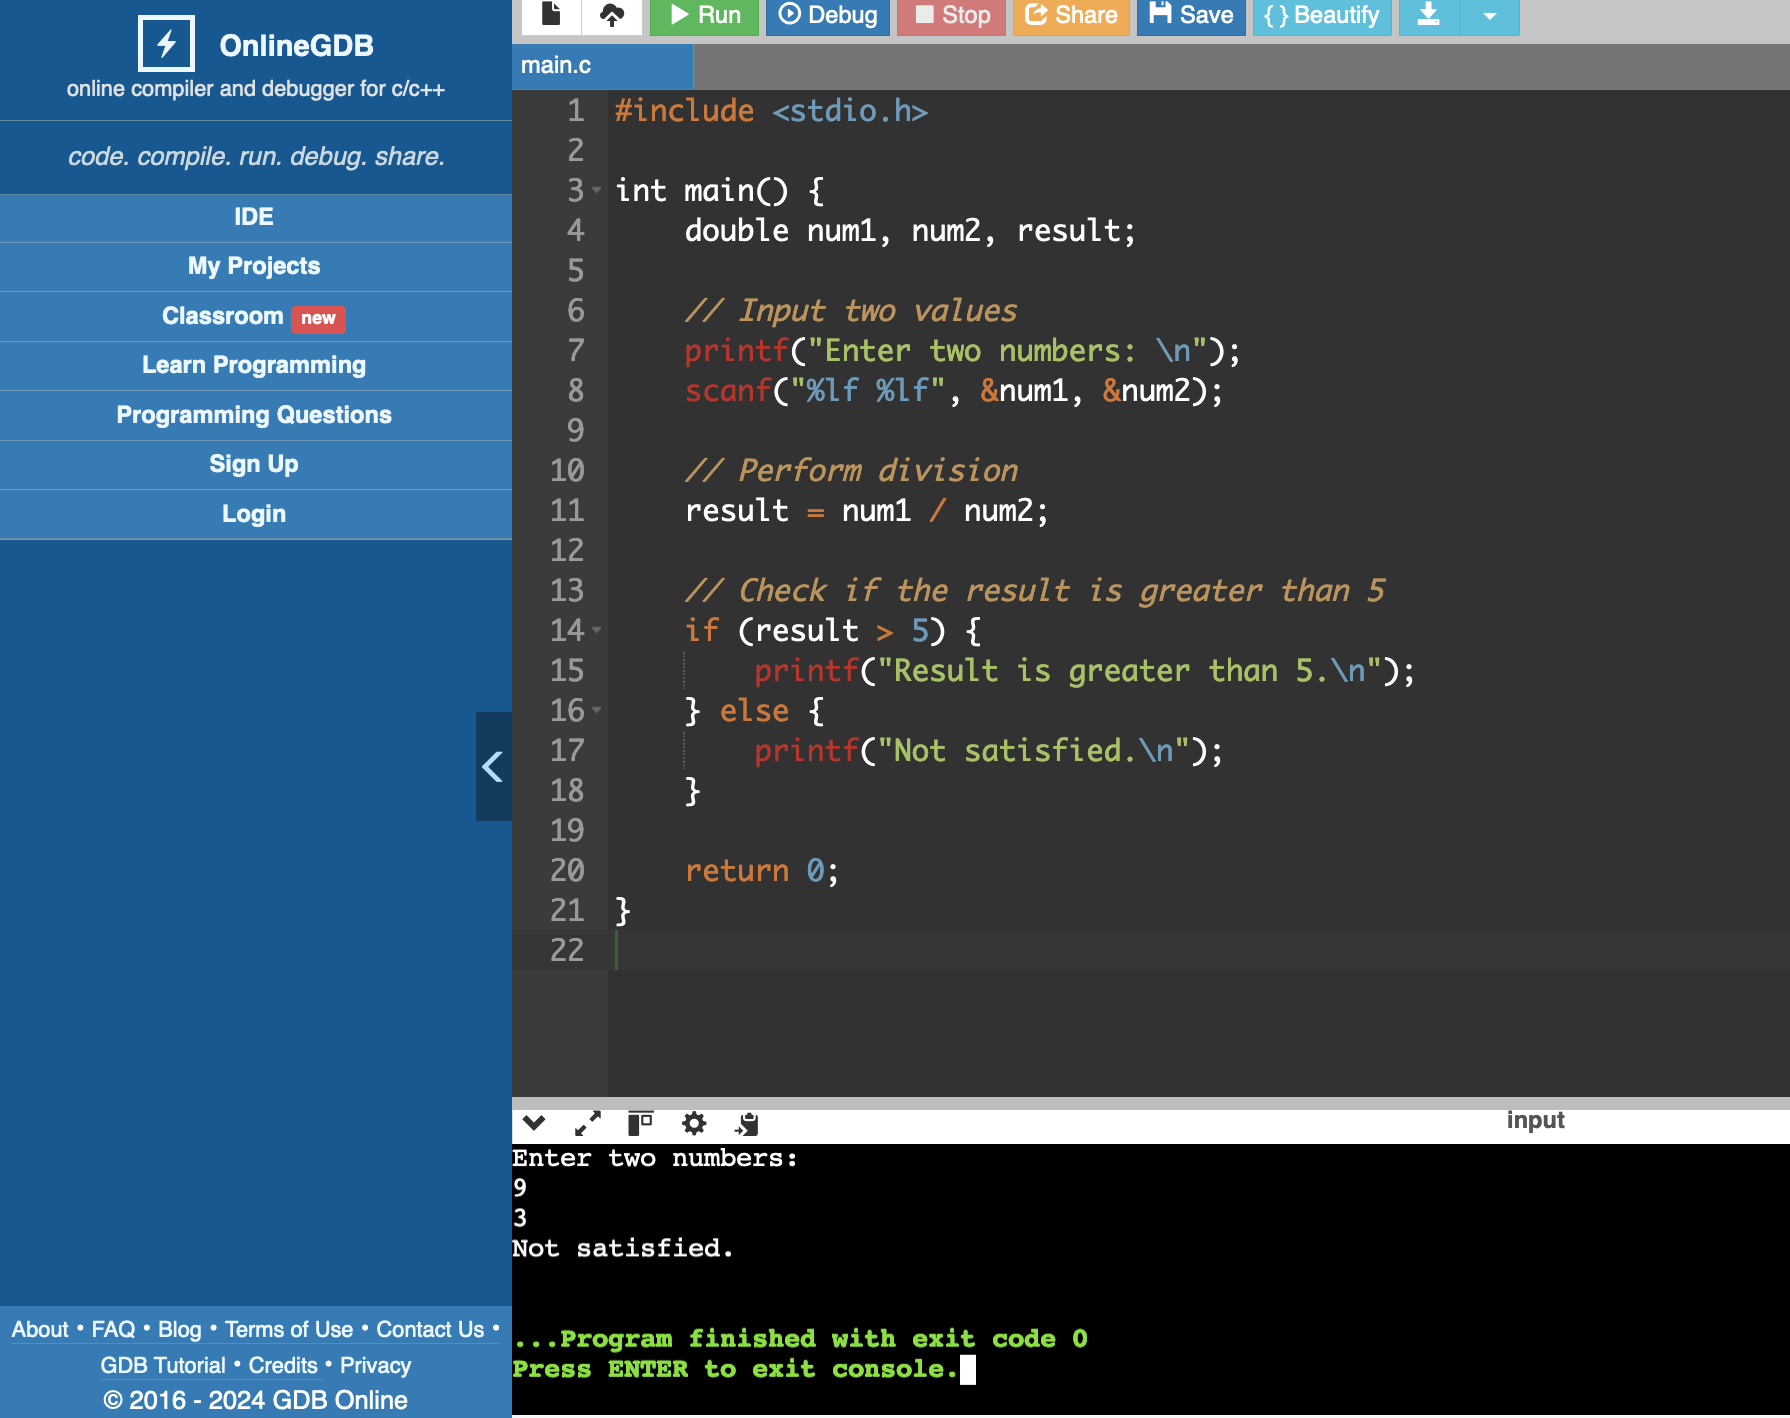 OnlineGDB
online compiler and debugger for c/c++
code. compile. run. debug. share.
IDE
My Projects
Classroom new
Learn Programming
Programming Questions
Sign Up
Login
About • FAQ • Blog • Terms of Use • Contact Us •
GDB Tutorial • Credits • Privacy
© 2016 - 2024 GDB Online
Run Debug Stop Share Save { } Beautify
main.c
1 #include <stdio.h>
2
3 int main() {
4     double num1, num2, result;
5
6     // Input two values
7     printf("Enter two numbers: \n");
8     scanf("%lf %lf", &num1, &num2);
9
10     // Perform division
11     result = num1 / num2;
12
13     // Check if the result is greater than 5
14     if (result > 5) {
15         printf("Result is greater than 5.\n");
16     } else {
17         printf("Not satisfied.\n");
18     }
19
20     return 0;
21 }
22
input
Enter two numbers:
9
3
Not satisfied.
...Program finished with exit code 0
Press ENTER to exit console.